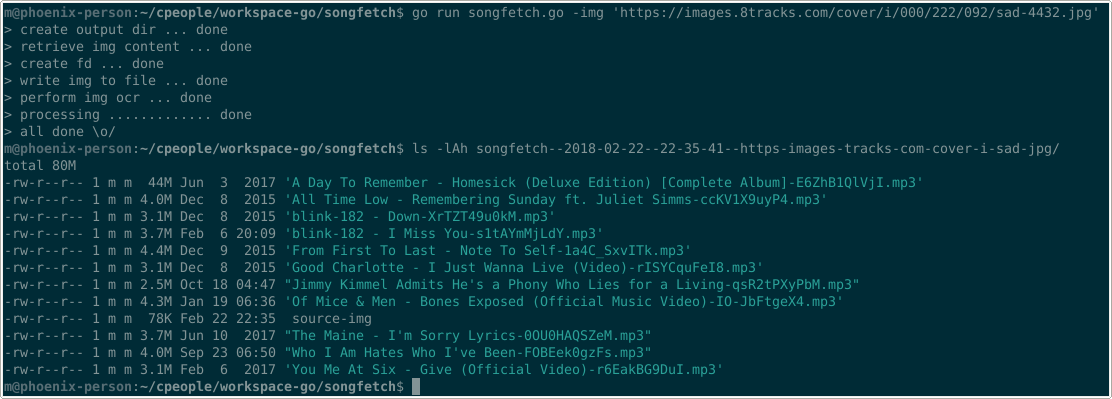 m@phoenix-person:~/cpeople/workspace-go/songfetch$ go run songfetch.go -img 'https://images.8tracks.com/cover/i/000/222/092/sad-4432.jpg'
> create output dir ... done
> retrieve img content ... done
> create fd ... done
> write img to file ... done
> perform img ocr ... done
> processing ............. done
> all done \o/
m@phoenix-person:~/cpeople/workspace-go/songfetch$ ls -lAh songfetch--2018-02-22--22-35-41--https-images-tracks-com-cover-i-sad-jpg/
total 80M
-rw-r--r-- 1 m m  44M Jun  3  2017 'A Day To Remember - Homesick (Deluxe Edition) [Complete Album]-E6ZhB1QlVjI.mp3'
-rw-r--r-- 1 m m 4.0M Dec  8  2015 'All Time Low - Remembering Sunday ft. Juliet Simms-ccKV1X9uyP4.mp3'
-rw-r--r-- 1 m m 3.1M Dec  8  2015 'blink-182 - Down-XrTZT49u0kM.mp3'
-rw-r--r-- 1 m m 3.7M Feb  6 20:09 'blink-182 - I Miss You-s1tAYmMjLdY.mp3'
-rw-r--r-- 1 m m 4.4M Dec  9  2015 'From First To Last - Note To Self-1a4C_SxvITk.mp3'
-rw-r--r-- 1 m m 3.1M Dec  8  2015 'Good Charlotte - I Just Wanna Live (Video)-rISYCquFeI8.mp3'
-rw-r--r-- 1 m m 2.5M Oct 18 04:47 "Jimmy Kimmel Admits He's a Phony Who Lies for a Living-qsR2tPXyPbM.mp3"
-rw-r--r-- 1 m m 4.3M Jan 19 06:36 'Of Mice & Men - Bones Exposed (Official Music Video)-IO-JbFtgeX4.mp3'
-rw-r--r-- 1 m m  78K Feb 22 22:35  source-img
-rw-r--r-- 1 m m 3.7M Jun 10  2017 "The Maine - I'm Sorry Lyrics-0OU0HAQSZeM.mp3"
-rw-r--r-- 1 m m 4.0M Sep 23 06:50 "Who I Am Hates Who I've Been-FOBEek0gzFs.mp3"
-rw-r--r-- 1 m m 3.1M Feb  6  2017 'You Me At Six - Give (Official Video)-r6EakBG9DuI.mp3'
m@phoenix-person:~/cpeople/workspace-go/songfetch$